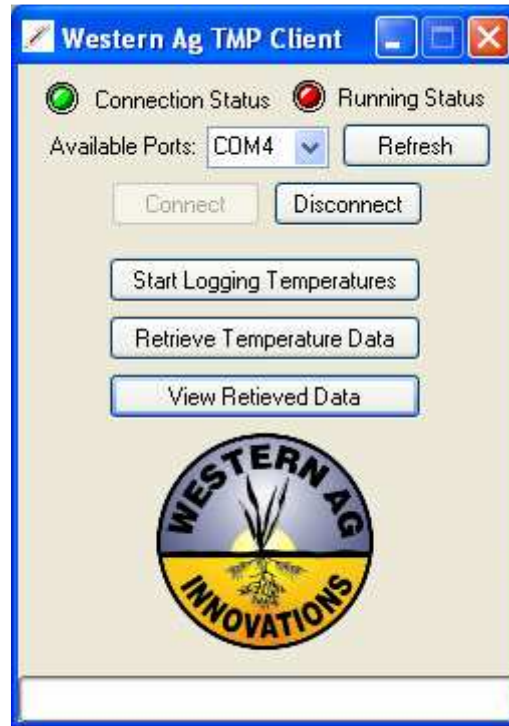 Western Ag TMP Client
Connection Status Running Status
Available Ports: COM4 Refresh
Connect Disconnect
Start Logging Temperatures
Retrieve Temperature Data
View Retieved Data
WESTERN AG
INNOVATIONS